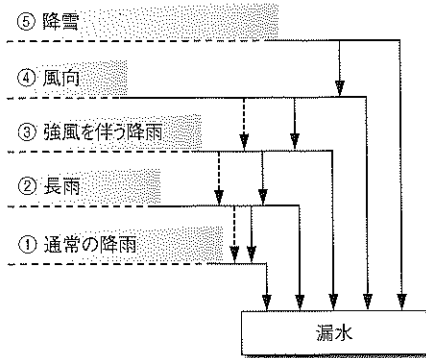 ⑤ 降雪
④ 風向
③ 強風を伴う降雨
② 長雨
① 通常の降雨
漏水